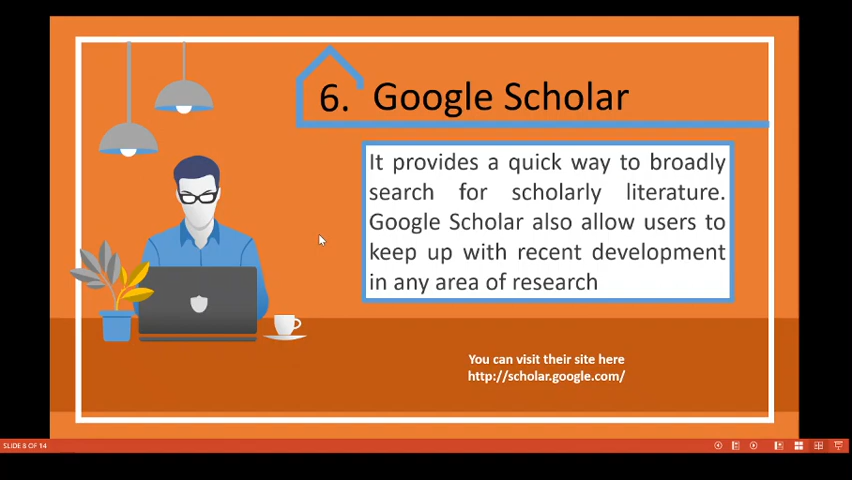 6. Google Scholar
It provides a quick way to broadly
search for scholarly literature.
Google Scholar also allow users to
keep up with recent development
in any area of research
You can visit their site here
http://scholar.google.com/
SLIDE 8 OF 14